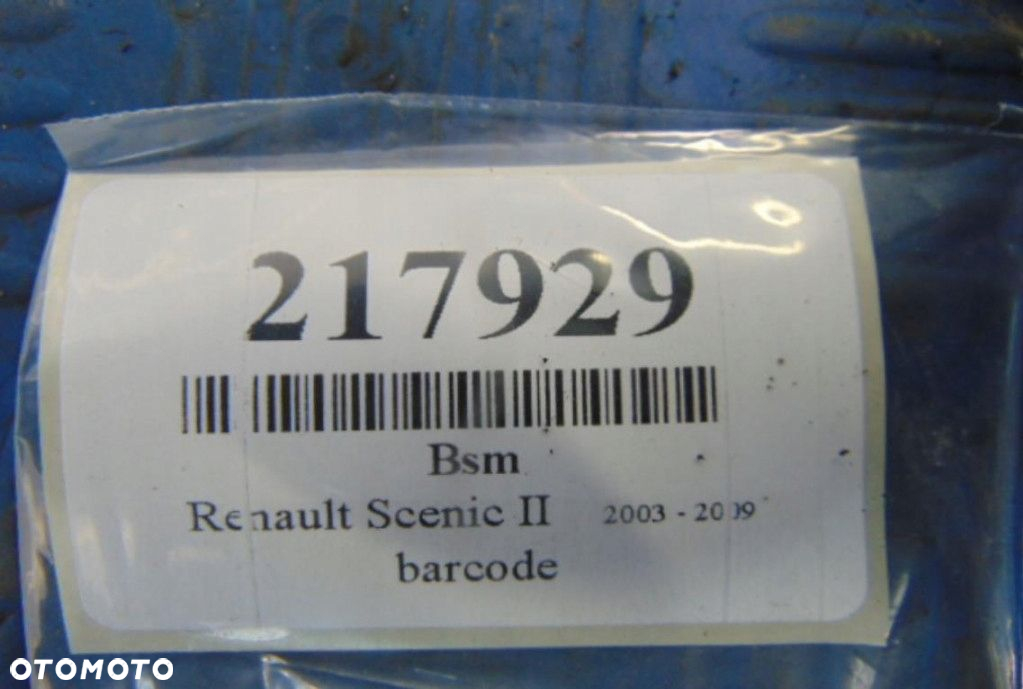 217929
Bsm
Renault Scenic II 2003 - 2009
barcode
OTOMOTO